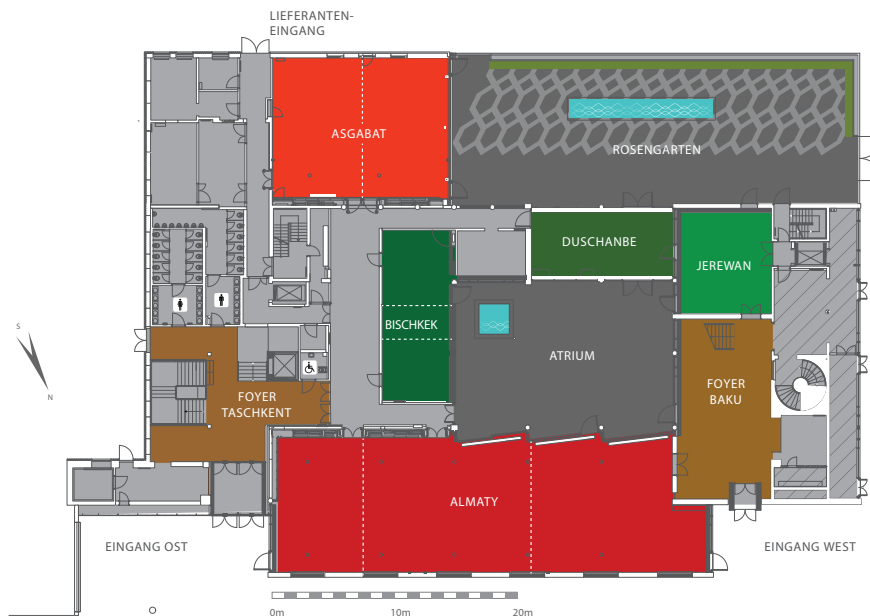 LIEFERANTEN-
EINGANG
ASGABAT
ROSENGARTEN
DUSCHANBE
JEREWAN
BISCHKEK
ATRIUM
S
N
FOYER
TASCHKENT
FOYER
BAKU
ALMATY
EINGANG OST
EINGANG WEST
0m 10m 20m